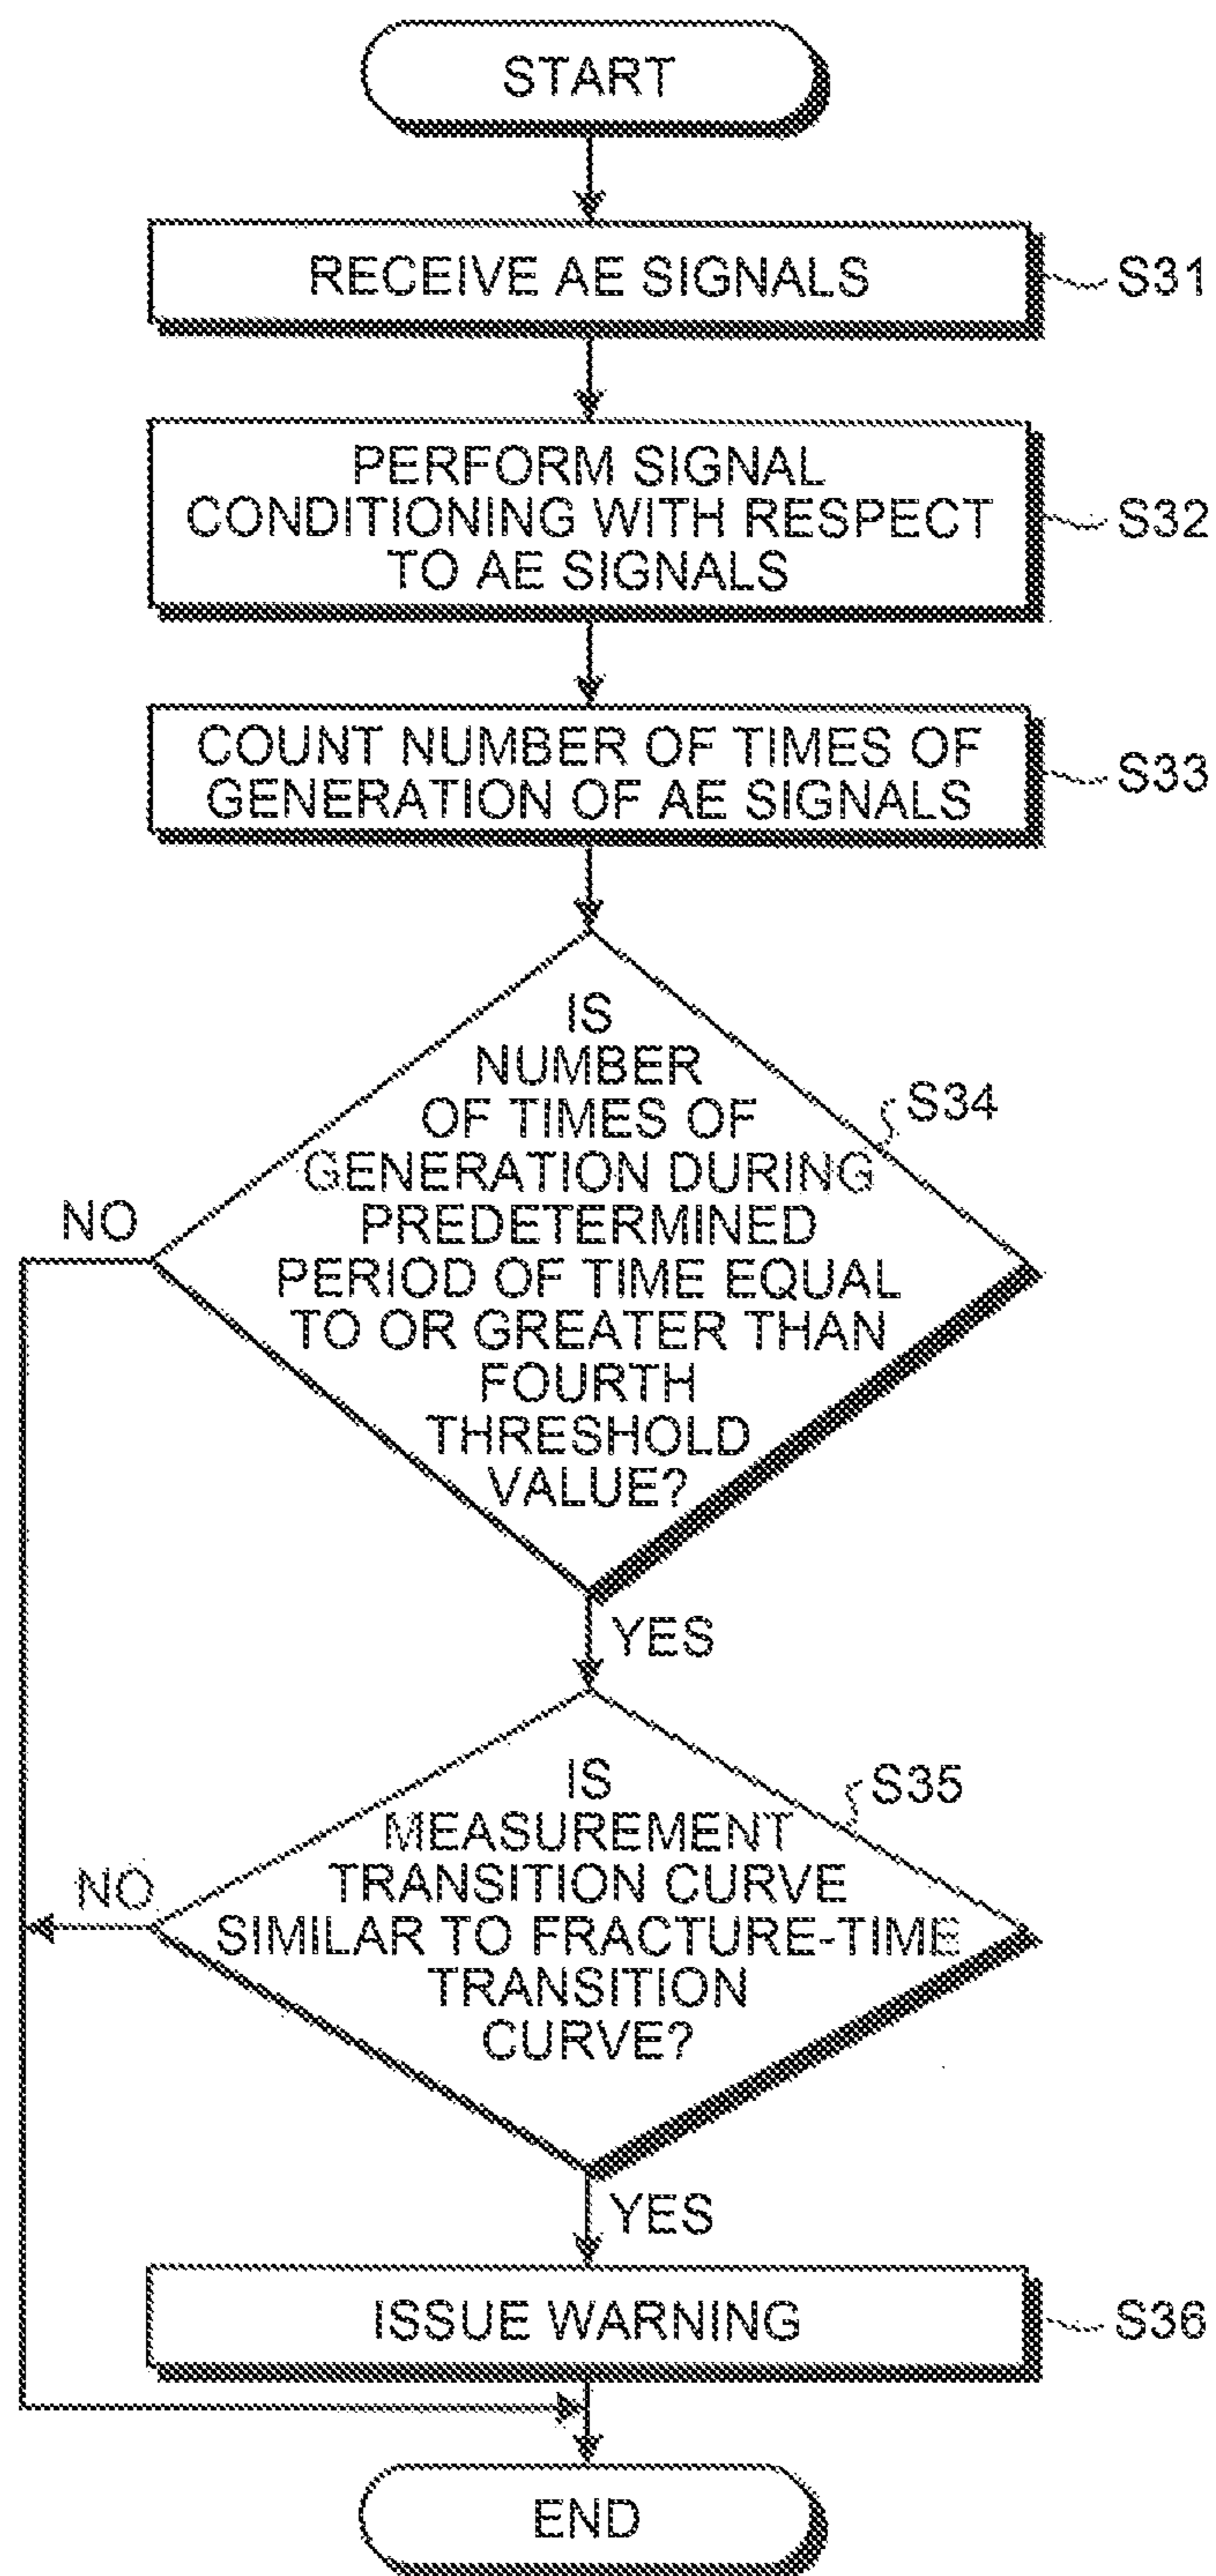 START
RECEIVE AE SIGNALS
S31
PERFORM SIGNAL
CONDITIONING WITH RESPECT
TO AE SIGNALS
S32
COUNT NUMBER OF TIMES OF
GENERATION OF AE SIGNALS
S33
IS
NUMBER
OF TIMES OF
GENERATION DURING
PREDETERMINED
PERIOD OF TIME EQUAL
TO OR GREATER THAN
FOURTH
THRESHOLD
VALUE?
S34
NO
YES
IS
MEASUREMENT
TRANSITION CURVE
SIMILAR TO FRACTURE-TIME
TRANSITION
CURVE?
S35
NO
YES
ISSUE WARNING
S36
END